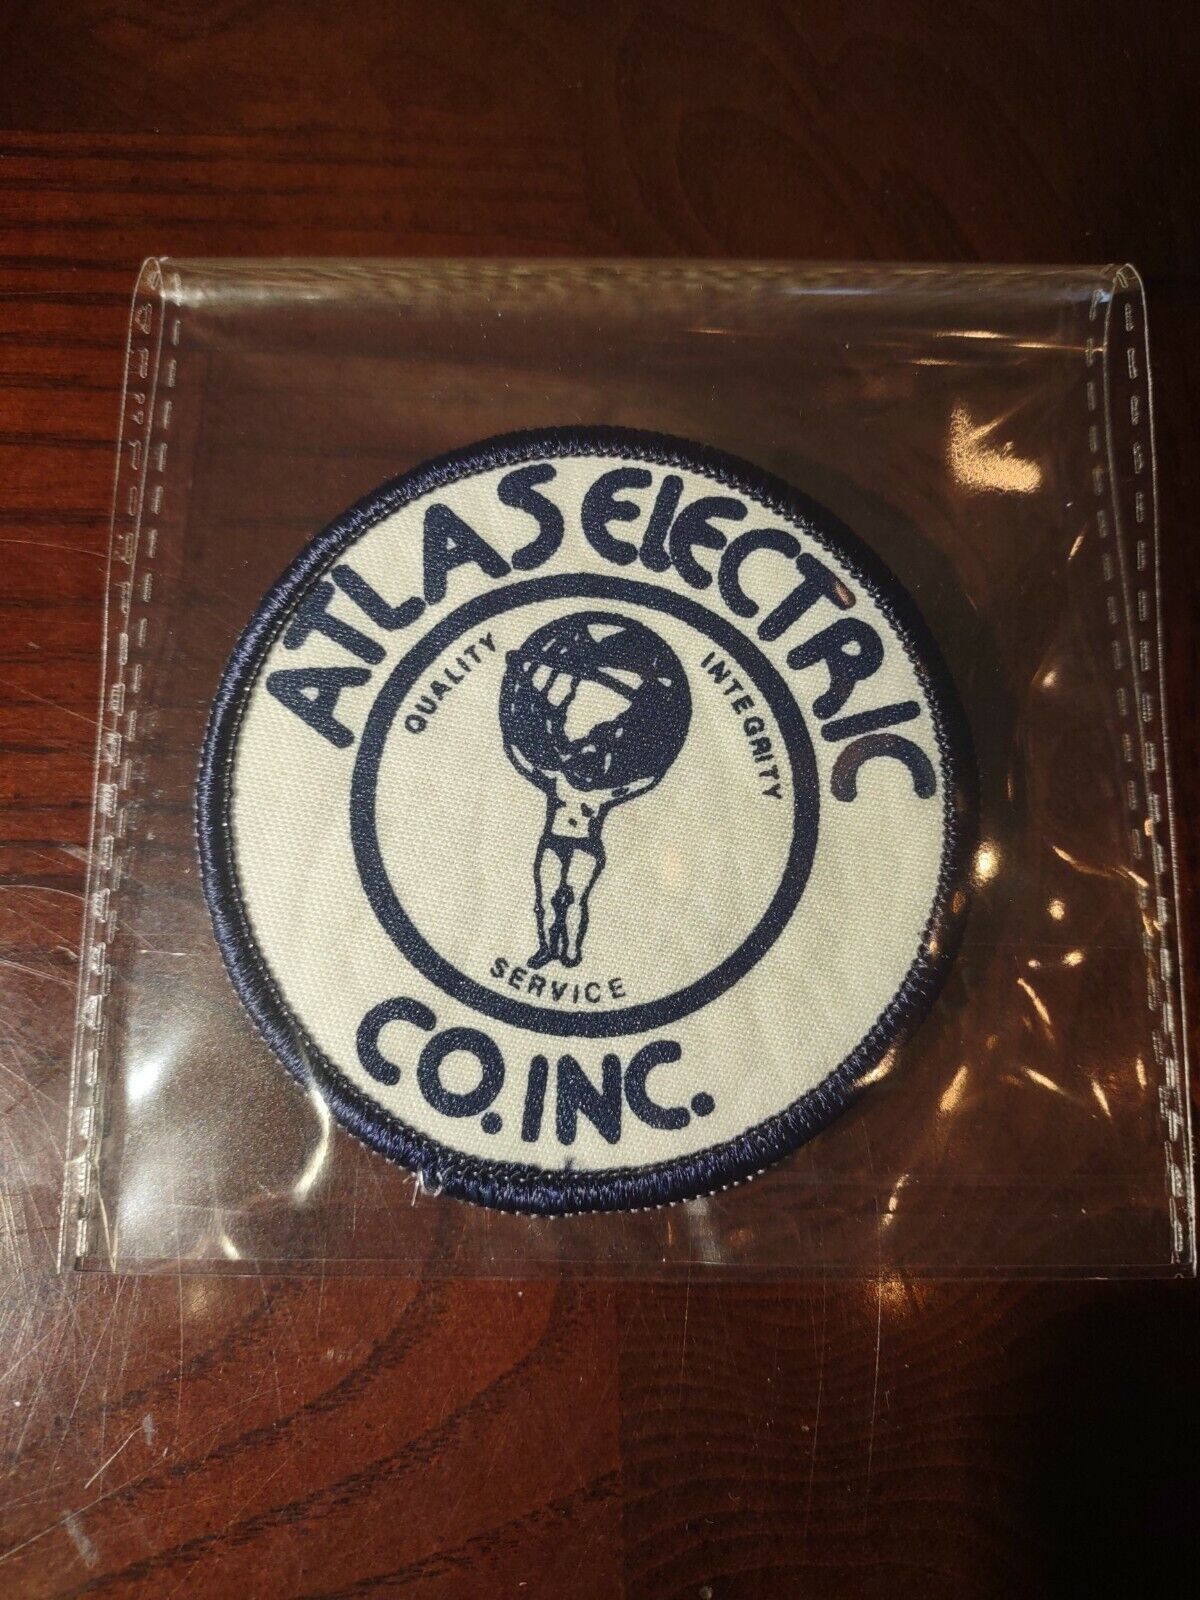 ATLAS ELECTRIC
QUALITY
INTEGRITY
SERVICE
CO. INC.